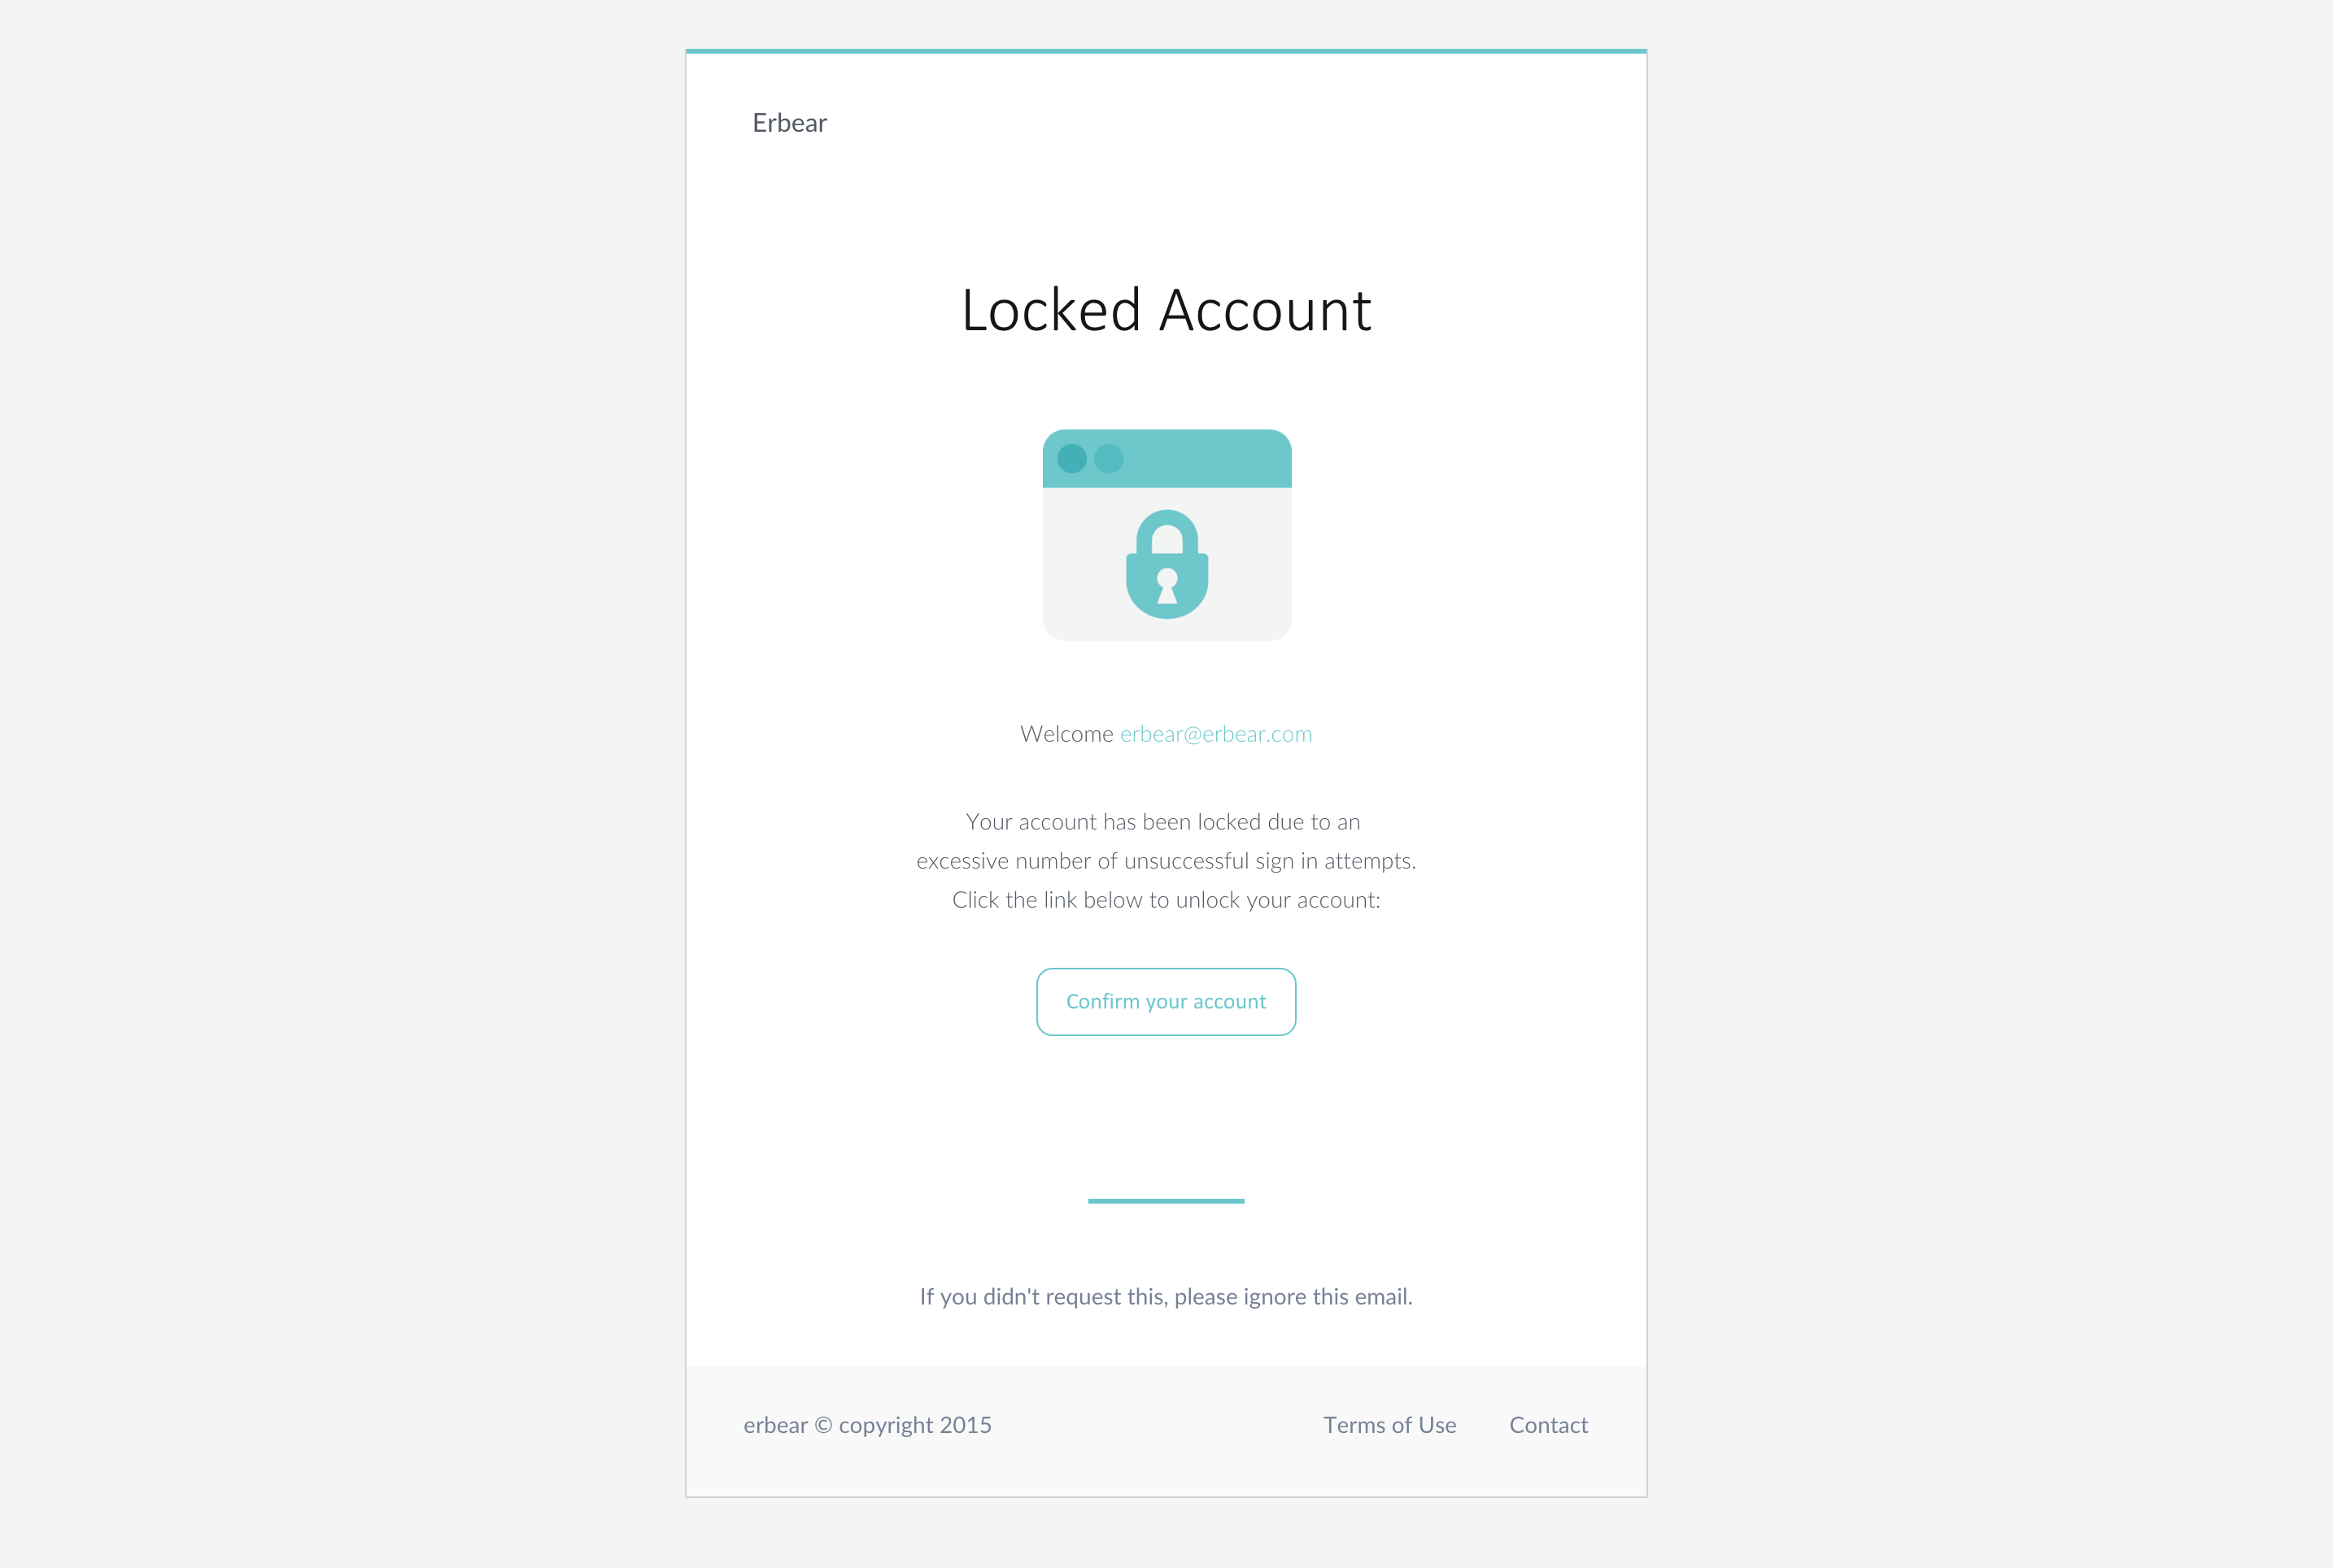 Erbear
Locked Account
Welcome erbear@erbear.com
Your account has been locked due to an
excessive number of unsuccessful sign in attempts.
Click the link below to unlock your account:
Confirm your account
If you didn't request this, please ignore this email.
erbear © copyright 2015 Terms of Use Contact